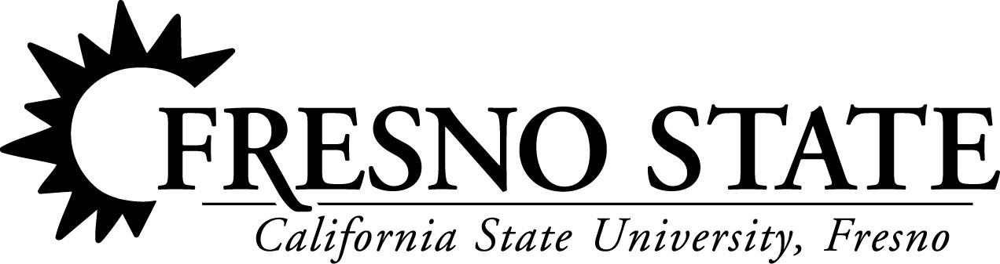 FRESNO STATE
California State University, Fresno